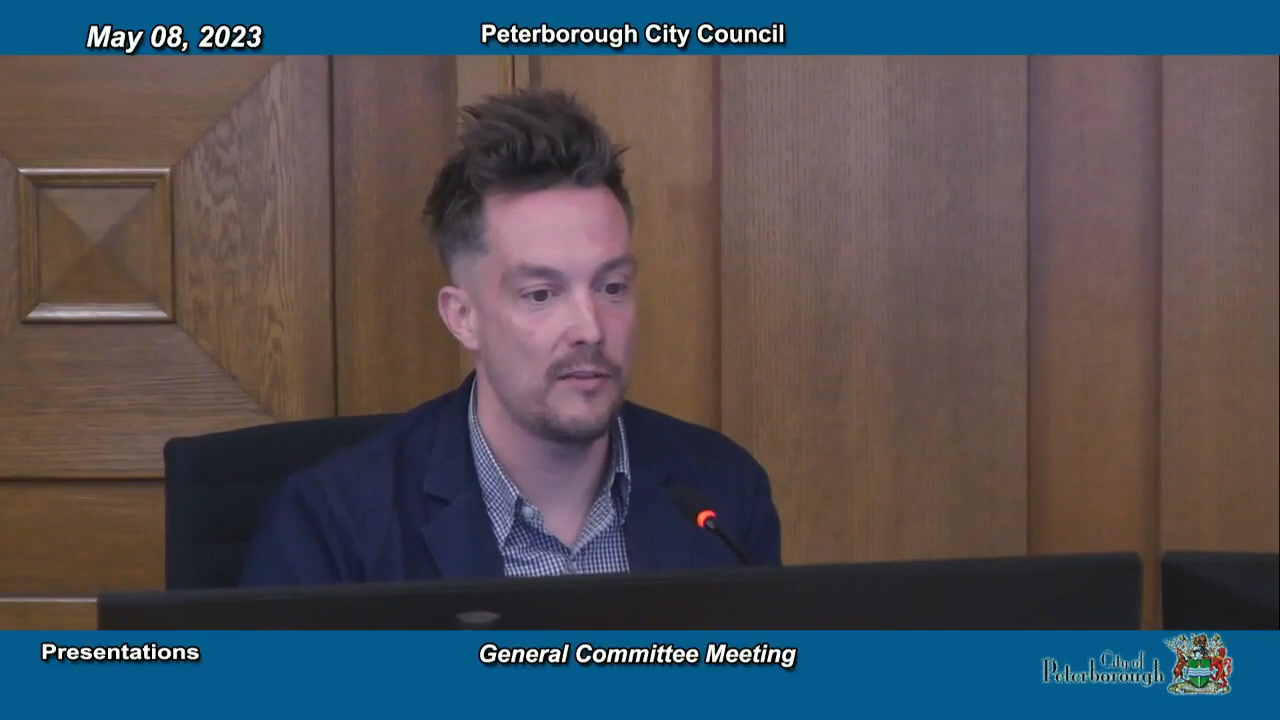 May 08, 2023
Peterborough City Council
Presentations
General Committee Meeting
City of
Peterborough